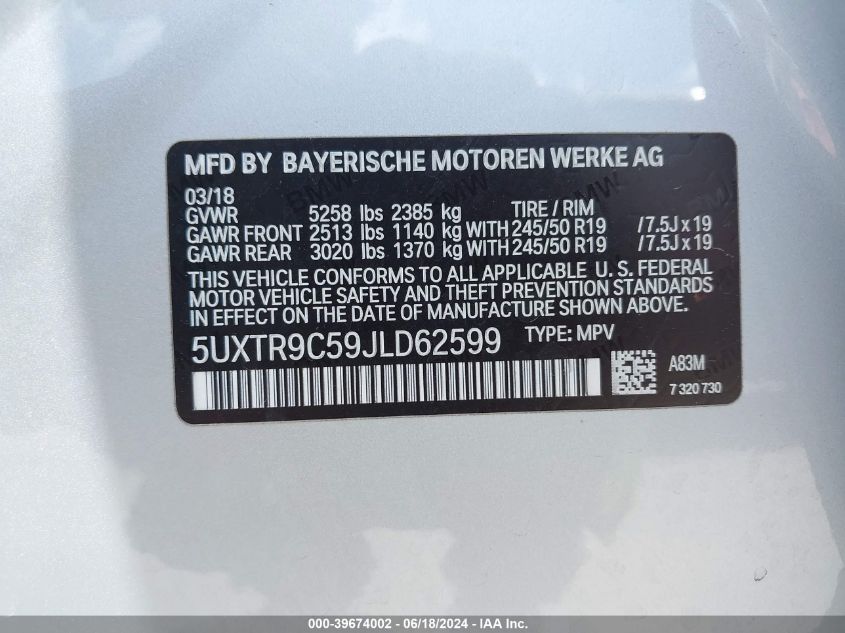 MFD BY BAYERISCHE MOTOREN WERKE AG
03/18
GVWR 5258 lbs 2385 kg TIRE / RIM
GAWR FRONT 2513 lbs 1140 kg WITH 245/50 R19 /7.5J x 19
GAWR REAR 3020 lbs 1370 kg WITH 245/50 R19 /7.5J x 19
THIS VEHICLE CONFORMS TO ALL APPLICABLE U. S. FEDERAL
MOTOR VEHICLE SAFETY AND THEFT PREVENTION STANDARDS
IN EFFECT ON THE DATE OF MANUFACTURE SHOWN ABOVE.
5UXTR9C59JLD62599 TYPE: MPV
A83M
7 320 730
000-39674002 - 06/18/2024 - IAA Inc.